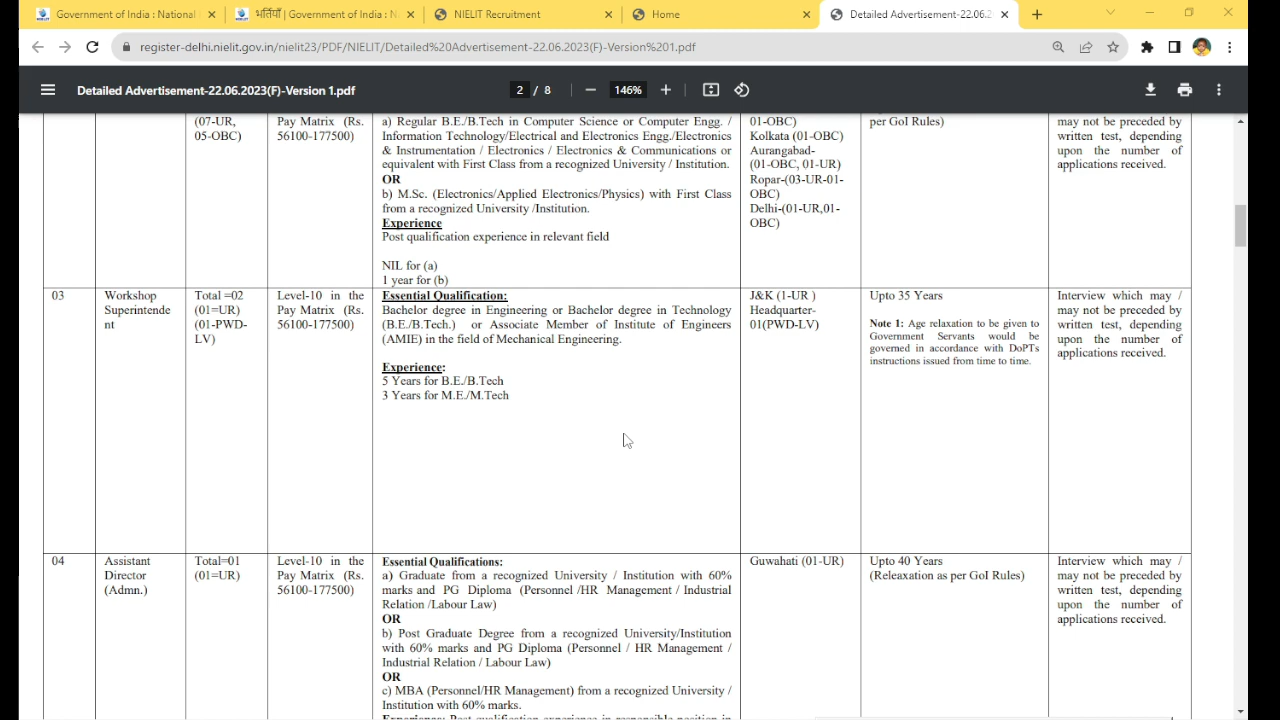 Government of India : National
भर्तियाँ | Government of India : N
NIELIT Recruitment
Home
Detailed Advertisement-22.06.2
register-delhi.nielit.gov.in/nielit23/PDF/NIELIT/Detailed%20Advertisement-22.06.2023(F)-Version%201.pdf
Detailed Advertisement-22.06.2023(F)-Version 1.pdf
2 / 8
146%
(07-UR,
05-OBC)
Pay Matrix (Rs.
56100-177500)
a) Regular B.E./B.Tech in Computer Science or Computer Engg. /
Information Technology/Electrical and Electronics Engg./Electronics
& Instrumentation / Electronics / Electronics & Communications or
equivalent with First Class from a recognized University / Institution.
OR
b) M.Sc. (Electronics/Applied Electronics/Physics) with First Class
from a recognized University /Institution.
Experience
Post qualification experience in relevant field
NIL for (a)
1 year for (b)
01-OBC)
Kolkata (01-OBC)
Aurangabad-
(01-OBC, 01-UR)
Ropar-(03-UR-01-
OBC)
Delhi-(01-UR,01-
OBC)
per GoI Rules)
may not be preceded by
written test, depending
upon the number of
applications received.
03
Workshop
Superintende
nt
Total =02
(01=UR)
(01-PWD-
LV)
Level-10 in the
Pay Matrix (Rs.
56100-177500)
Essential Qualification:
Bachelor degree in Engineering or Bachelor degree in Technology
(B.E./B.Tech.) or Associate Member of Institute of Engineers
(AMIE) in the field of Mechanical Engineering.
Experience:
5 Years for B.E./B.Tech
3 Years for M.E./M.Tech
J&K (1-UR )
Headquarter-
01(PWD-LV)
Upto 35 Years
Note 1: Age relaxation to be given to
Government Servants would be
governed in accordance with DoPTs
instructions issued from time to time.
Interview which may /
may not be preceded by
written test, depending
upon the number of
applications received.
04
Assistant
Director
(Admn.)
Total=01
(01=UR)
Level-10 in the
Pay Matrix (Rs.
56100-177500)
Essential Qualifications:
a) Graduate from a recognized University / Institution with 60%
marks and PG Diploma (Personnel /HR Management / Industrial
Relation /Labour Law)
OR
b) Post Graduate Degree from a recognized University/Institution
with 60% marks and PG Diploma (Personnel / HR Management /
Industrial Relation / Labour Law)
OR
c) MBA (Personnel/HR Management) from a recognized University /
Institution with 60% marks.
Experience: Post qualification experience in responsible position in
Guwahati (01-UR)
Upto 40 Years
(Releaxation as per GoI Rules)
Interview which may /
may not be preceded by
written test, depending
upon the number of
applications received.